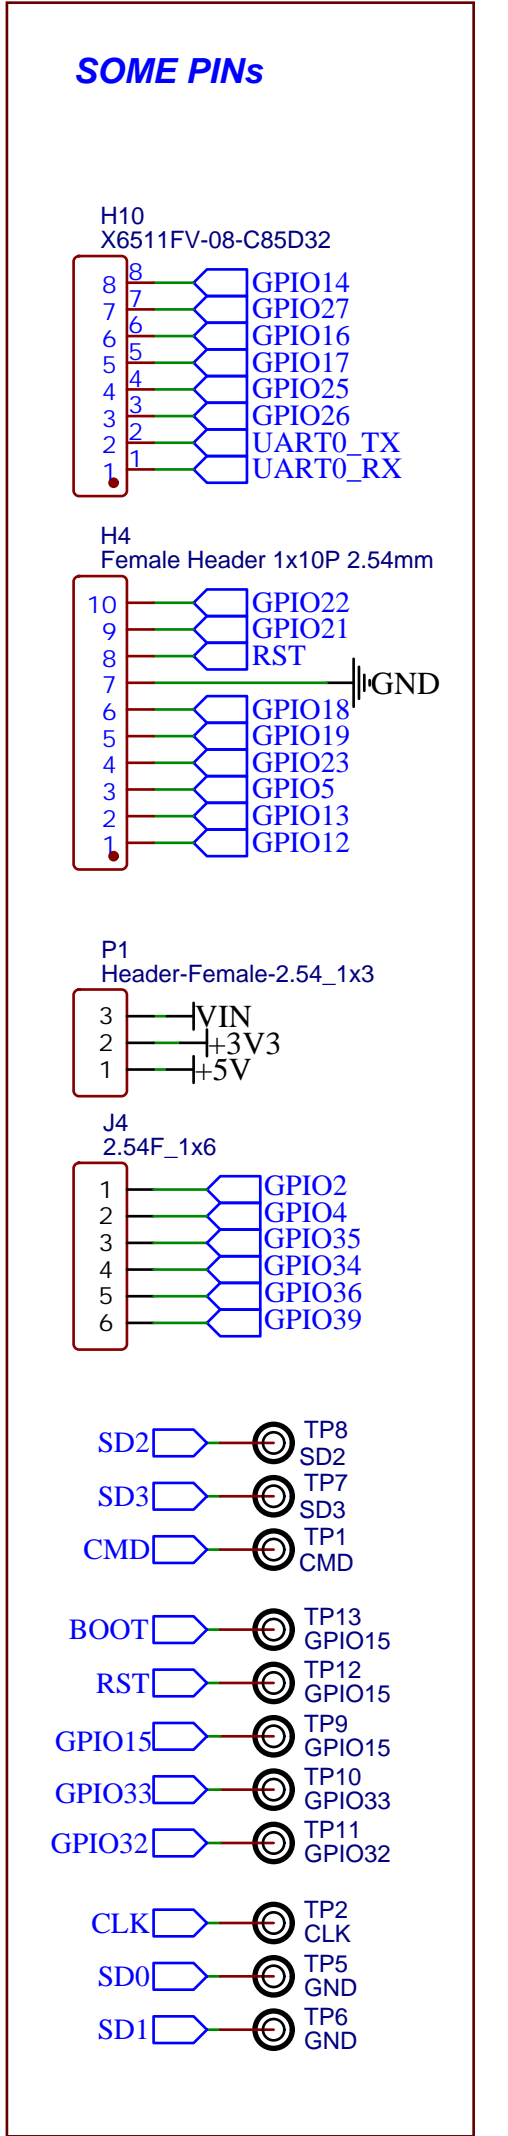 SOME PINs
H10
X6511FV-08-C85D32
8 8 GPIO14
7 7 GPIO27
6 6 GPIO16
5 5 GPIO17
4 4 GPIO25
3 3 GPIO26
2 2 UART0_TX
1 1 UART0_RX
H4
Female Header 1x10P 2.54mm
10 GPIO22
9 GPIO21
8 RST
7 GND
6 GPIO18
5 GPIO19
4 GPIO23
3 GPIO5
2 GPIO13
1 GPIO12
P1
Header-Female-2.54_1x3
3 VIN
2 +3V3
1 +5V
J4
2.54F_1x6
1 GPIO2
2 GPIO4
3 GPIO35
4 GPIO34
5 GPIO36
6 GPIO39
TP8
SD2 SD2
TP7
SD3 SD3
TP1
CMD CMD
TP13
BOOT GPIO15
TP12
RST GPIO15
TP9
GPIO15 GPIO15
TP10
GPIO33 GPIO33
TP11
GPIO32 GPIO32
TP2
CLK CLK
TP5
SD0 GND
TP6
SD1 GND